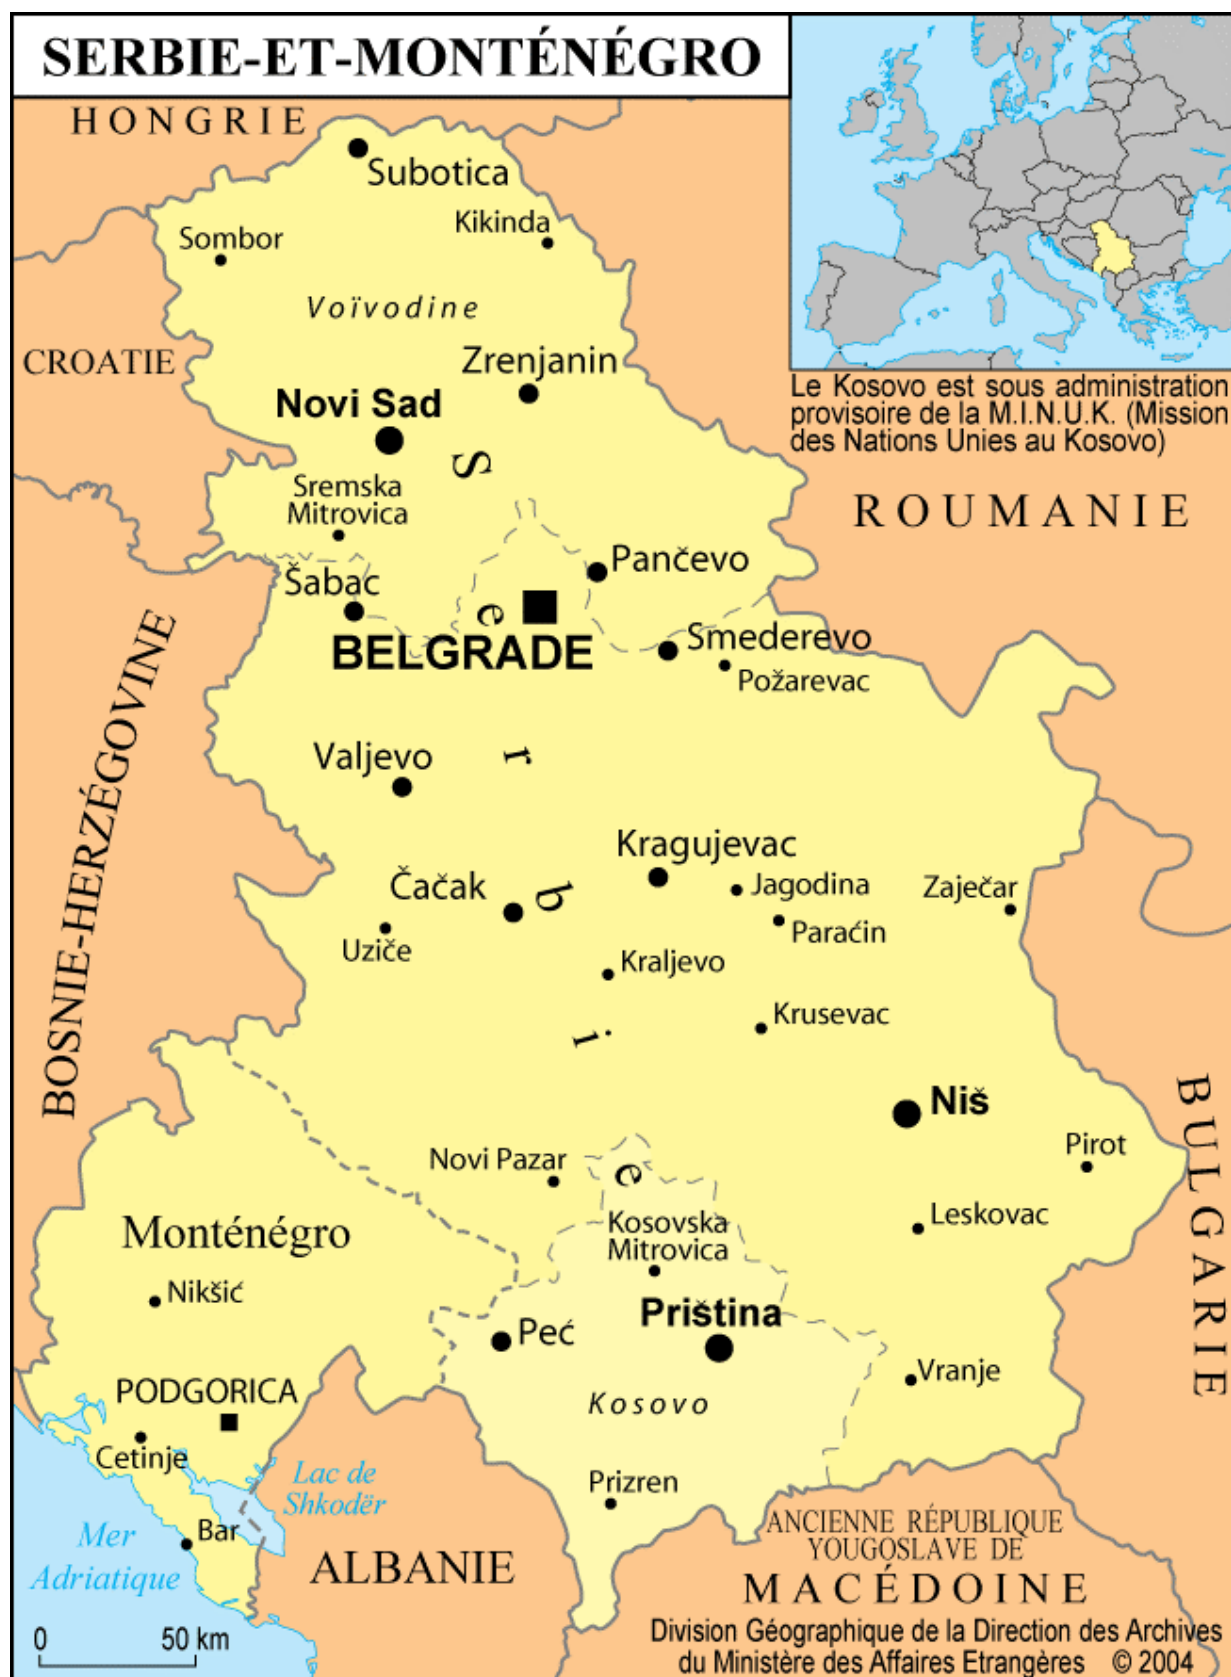 SERBIE-ET-MONTÉNÉGRO
HONGRIE
Subotica
Kikinda
Sombor
Voïvodine
CROATIE
Zrenjanin
Novi Sad
Le Kosovo est sous administration
provisoire de la M.I.N.U.K. (Mission
des Nations Unies au Kosovo)
Sremska
Mitrovica
ROUMANIE
Pančevo
Šabac
BELGRADE
Smederevo
Požarevac
BOSNIE-HERZÉGOVINE
Serbie
Valjevo
Kragujevac
Čačak
Jagodina
Zaječar
Uziče
Paraćin
Kraljevo
Krusevac
Niš
BULGARIE
Pirot
Novi Pazar
Leskovac
Kosovska
Mitrovica
Monténégro
Nikšić
Priština
Peć
Vranje
PODGORICA
Kosovo
Cetinje
Lac de
Shkodër
Prizren
Bar
Mer
Adriatique
ALBANIE
ANCIENNE RÉPUBLIQUE
YOUGOSLAVE DE
MACÉDOINE
0 50 km
Division Géographique de la Direction des Archives
du Ministère des Affaires Etrangères © 2004